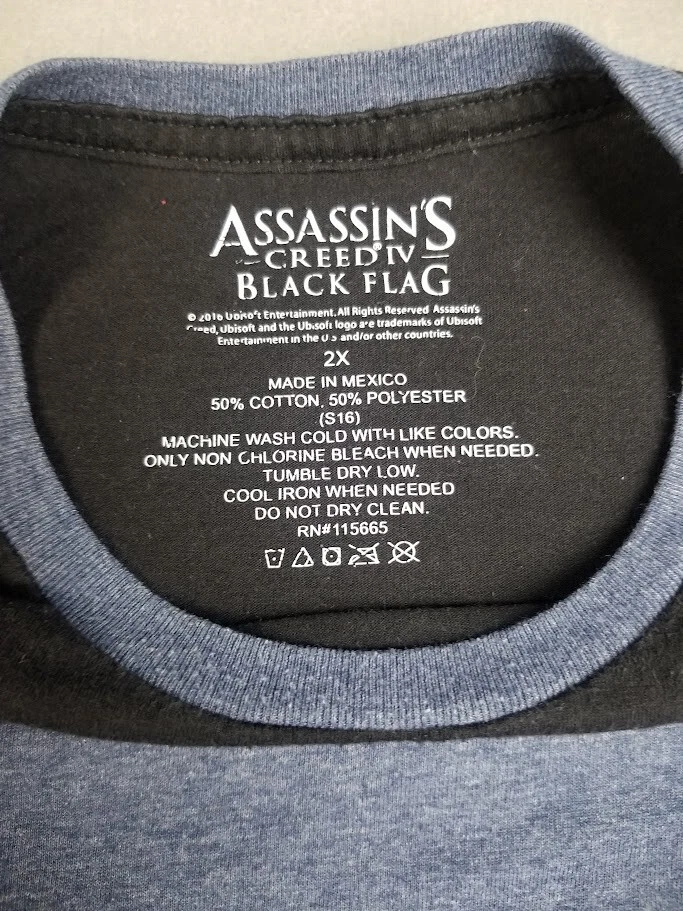 ASSASSIN'S
CREED® IV
BLACK FLAG
© 2016 Ubisoft Entertainment. All Rights Reserved. Assassin's
Creed, Ubisoft and the Ubisoft logo are trademarks of Ubisoft
Entertainment in the U.S and/or other countries.
2X
MADE IN MEXICO
50% COTTON, 50% POLYESTER
(S16)
MACHINE WASH COLD WITH LIKE COLORS.
ONLY NON CHLORINE BLEACH WHEN NEEDED.
TUMBLE DRY LOW.
COOL IRON WHEN NEEDED
DO NOT DRY CLEAN.
RN#115665